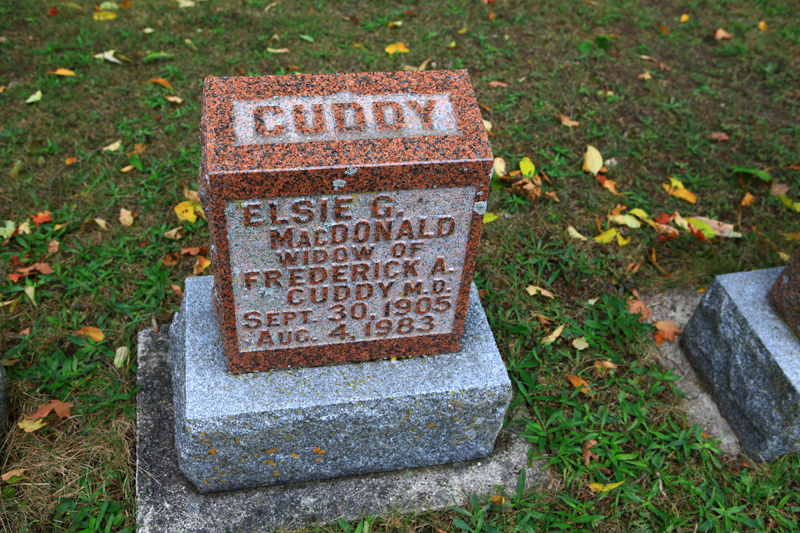 CUDDY
ELSIE G.
MACDONALD
WIDOW OF
FREDERICK A.
CUDDY M.D.
SEPT. 30, 1905
AUG. 4, 1983